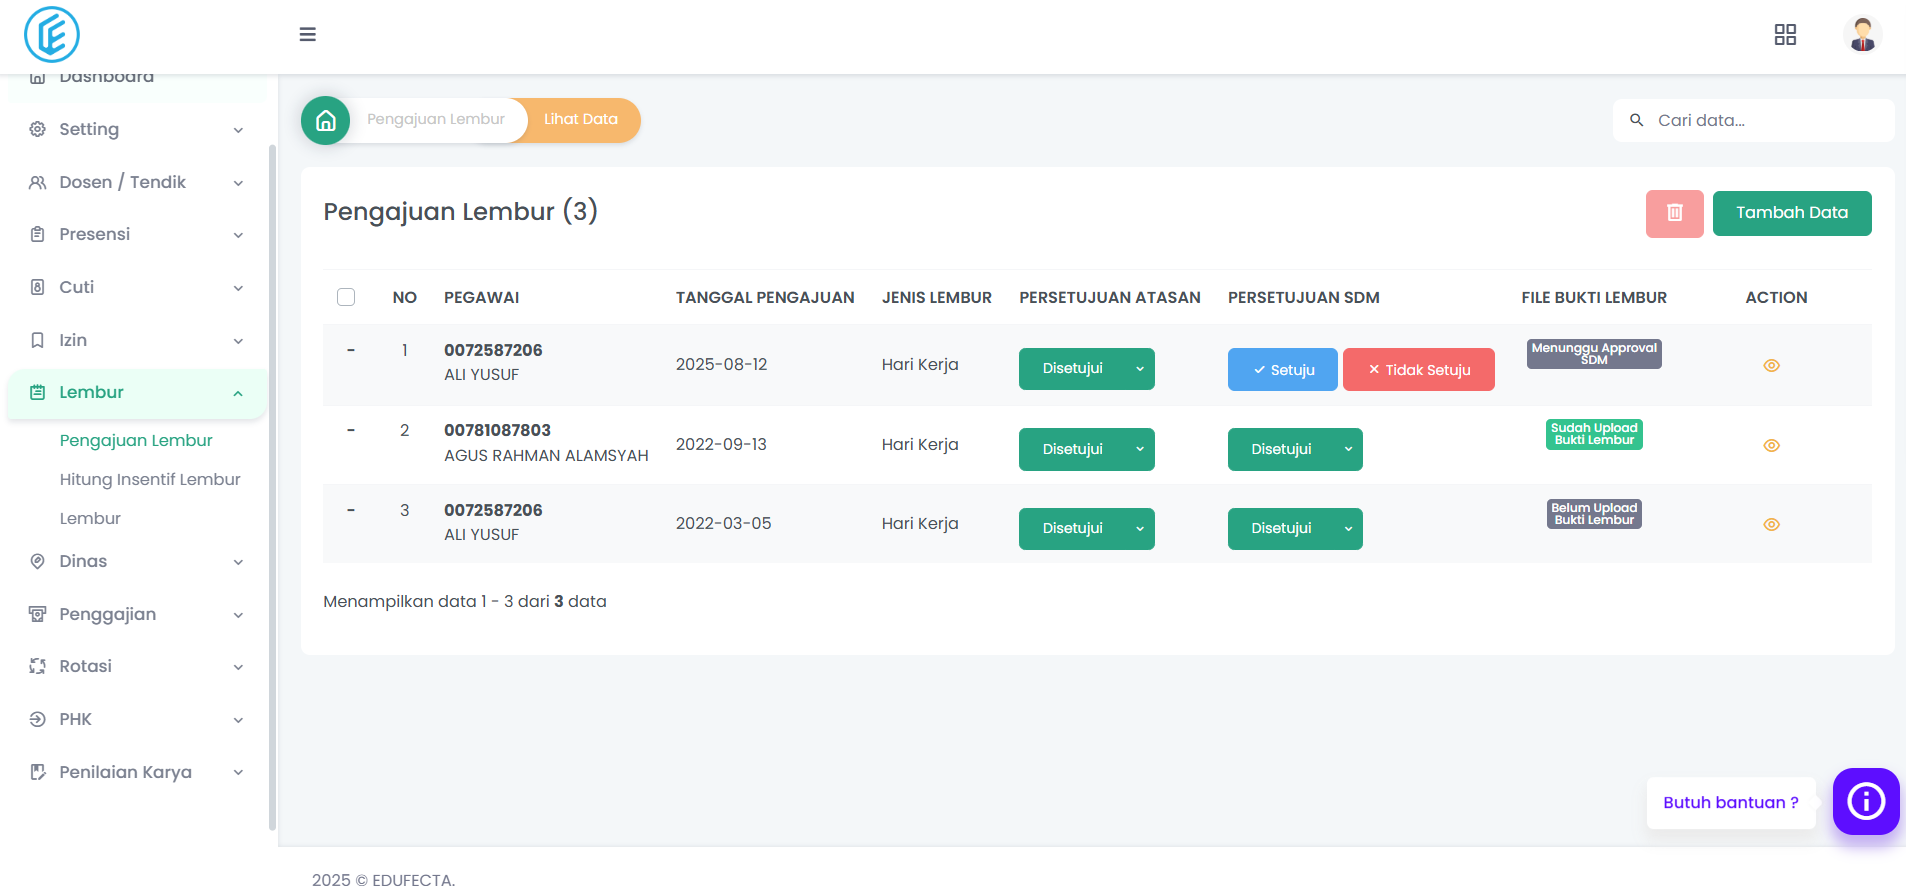 Dashboard
Setting
Dosen / Tendik
Presensi
Cuti
Izin
Lembur
Pengajuan Lembur
Hitung Insentif Lembur
Lembur
Dinas
Penggajian
Rotasi
PHK
Penilaian Karya
Pengajuan Lembur
Lihat Data
Cari data...
Pengajuan Lembur (3)
Tambah Data
NO PEGAWAI TANGGAL PENGAJUAN JENIS LEMBUR PERSETUJUAN ATASAN PERSETUJUAN SDM FILE BUKTI LEMBUR ACTION
- 1 0072587206
ALI YUSUF
2025-08-12 Hari Kerja Disetujui Setuju Tidak Setuju
Menunggu Approval
SDM
- 2 00781087803
AGUS RAHMAN ALAMSYAH
2022-09-13 Hari Kerja Disetujui Disetujui
Sudah Upload
Bukti Lembur
- 3 0072587206
ALI YUSUF
2022-03-05 Hari Kerja Disetujui Disetujui
Belum Upload
Bukti Lembur
Menampilkan data 1 - 3 dari 3 data
Butuh bantuan ?
2025 © EDUFECTA.